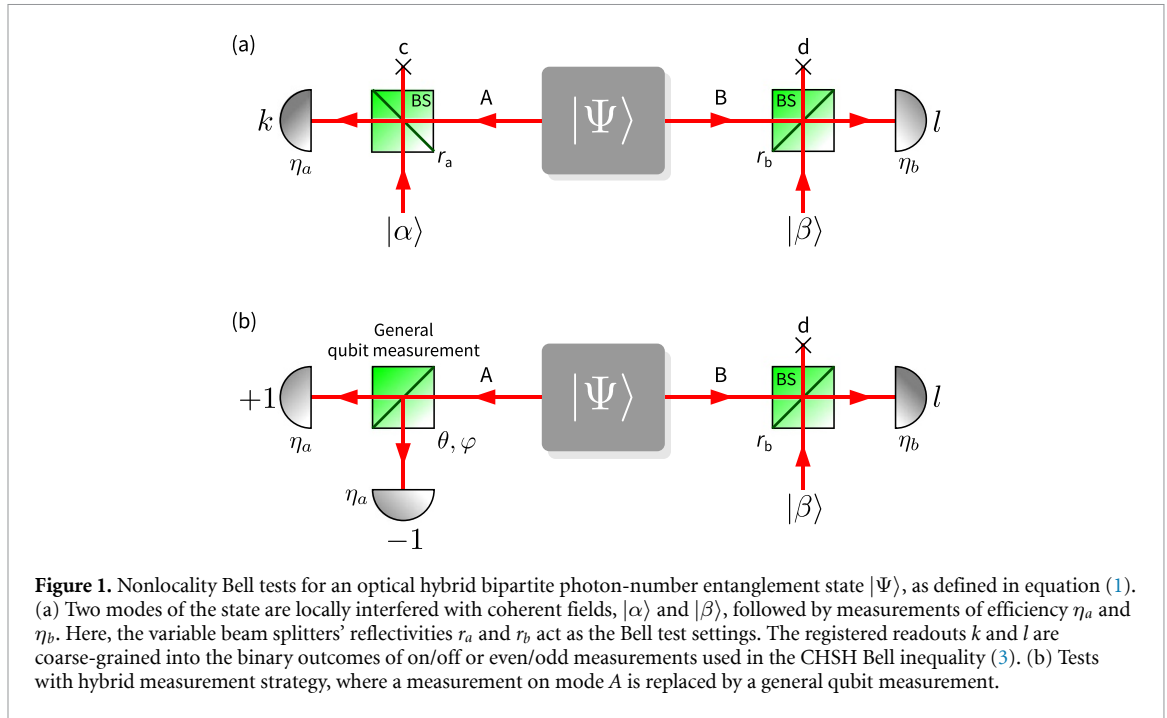 (a)
c
d
BS
A
|Ψ⟩
B
BS
k
l
r_a
r_b
η_a
η_b
|α⟩
|β⟩
(b)
General
qubit measurement
d
A
|Ψ⟩
B
BS
+1
l
η_a
θ, φ
r_b
η_b
η_a
|β⟩
−1
Figure 1. Nonlocality Bell tests for an optical hybrid bipartite photon-number entanglement state |Ψ⟩, as defined in equation (1).
(a) Two modes of the state are locally interfered with coherent fields, |α⟩ and |β⟩, followed by measurements of efficiency η_a and
η_b. Here, the variable beam splitters’ reflectivities r_a and r_b act as the Bell test settings. The registered readouts k and l are
coarse-grained into the binary outcomes of on/off or even/odd measurements used in the CHSH Bell inequality (3). (b) Tests
with hybrid measurement strategy, where a measurement on mode A is replaced by a general qubit measurement.